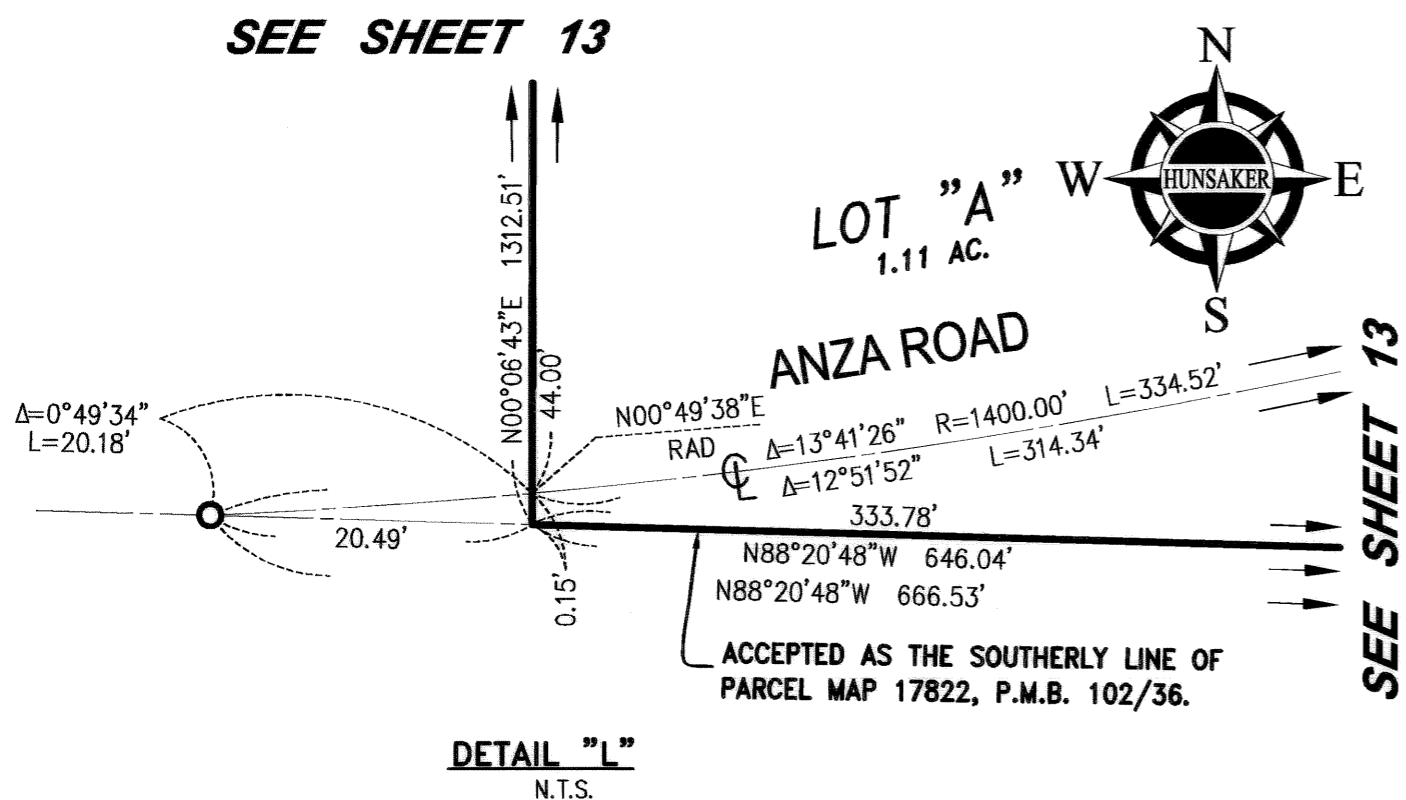 SEE SHEET 13
N
W
HUNSAKER
E
S
LOT "A"
1.11 AC.
ANZA ROAD
N00°06'43"E 1312.51'
44.00'
Δ=0°49'34"
L=20.18'
N00°49'38"E
RAD
℄
Δ=13°41'26" R=1400.00' L=334.52'
Δ=12°51'52" L=314.34'
20.49'
0.15'
333.78'
N88°20'48"W 646.04'
N88°20'48"W 666.53'
SEE SHEET 13
ACCEPTED AS THE SOUTHERLY LINE OF
PARCEL MAP 17822, P.M.B. 102/36.
DETAIL "L"
N.T.S.